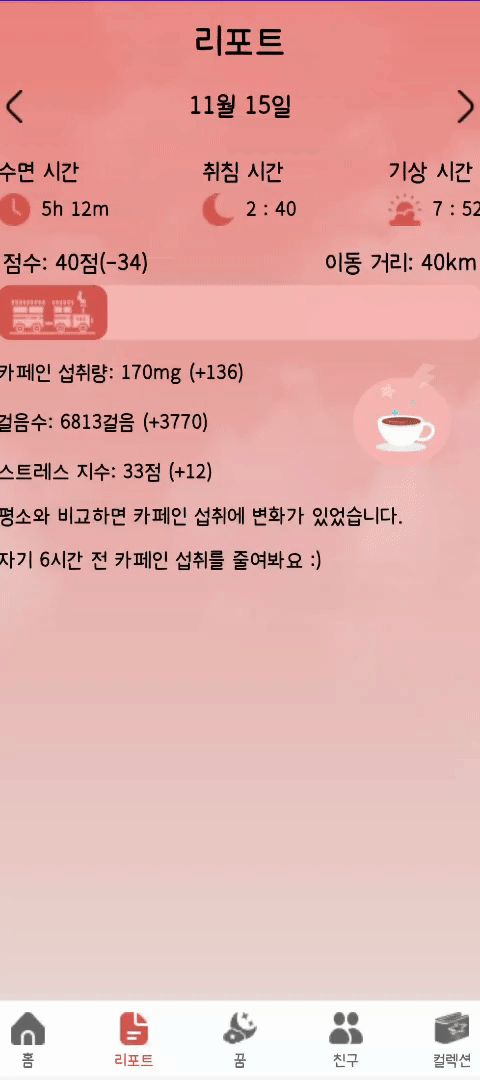 리포트
11월 15일
수면 시간 취침 시간 기상 시간
5h 12m 2 : 40 7 : 52
점수: 40점(-34) 이동 거리: 40km
카페인 섭취량: 170mg (+136)
걸음수: 6813걸음 (+3770)
스트레스 지수: 33점 (+12)
평소와 비교하면 카페인 섭취에 변화가 있었습니다.
자기 6시간 전 카페인 섭취를 줄여봐요 :)
홈 리포트 꿈 친구 컬렉션